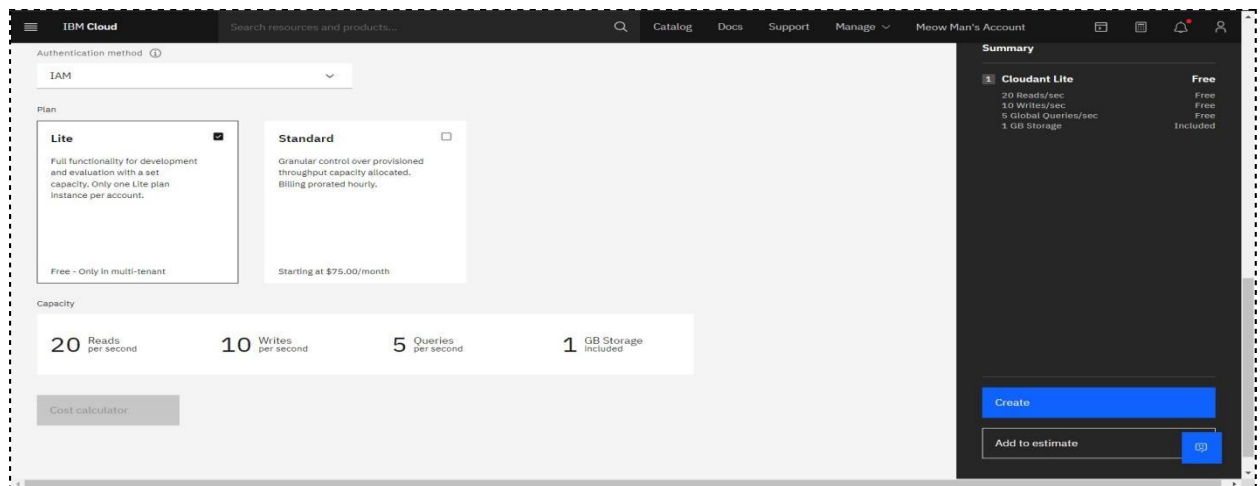 IBM Cloud
Search resources and products...
Catalog
Docs
Support
Manage
Meow Man's Account
Authentication method
IAM
Plan
Lite
Full functionality for development
and evaluation with a set
capacity. Only one Lite plan
instance per account.
Free - Only in multi-tenant
Standard
Granular control over provisioned
throughput capacity allocated.
Billing prorated hourly.
Starting at $75.00/month
Capacity
20 Reads per second
10 Writes per second
5 Queries per second
1 GB Storage included
Cost calculator
Summary
1 Cloudant Lite Free
20 Reads/sec Free
10 Writes/sec Free
5 Global Queries/sec Free
1 GB Storage Included
Create
Add to estimate